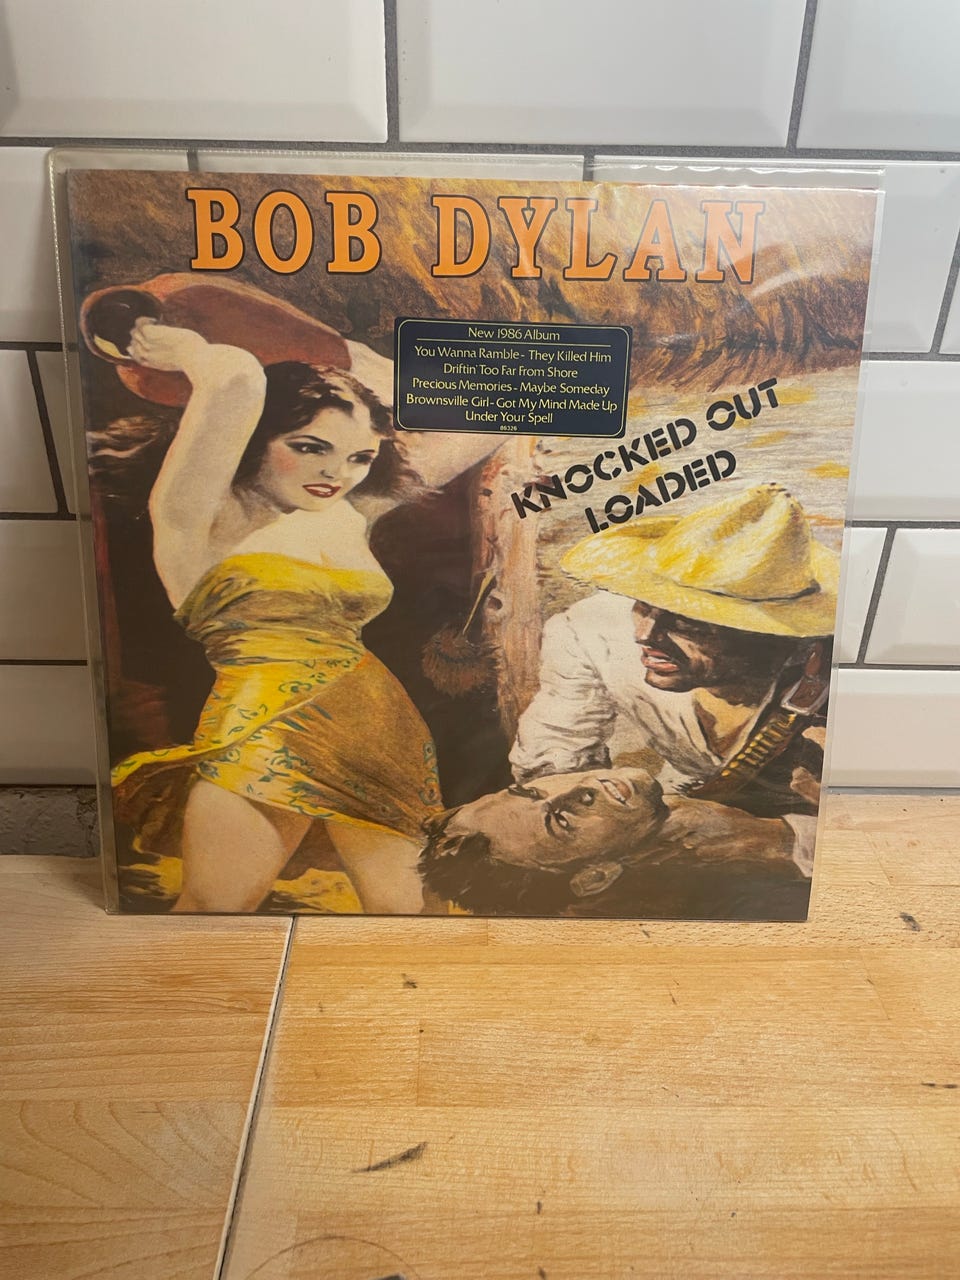 BOB DYLAN
New 1986 Album
You Wanna Ramble - They Killed Him
Driftin' Too Far From Shore
Precious Memories - Maybe Someday
Brownsville Girl - Got My Mind Made Up
Under Your Spell
86326
KNOCKED OUT
LOADED